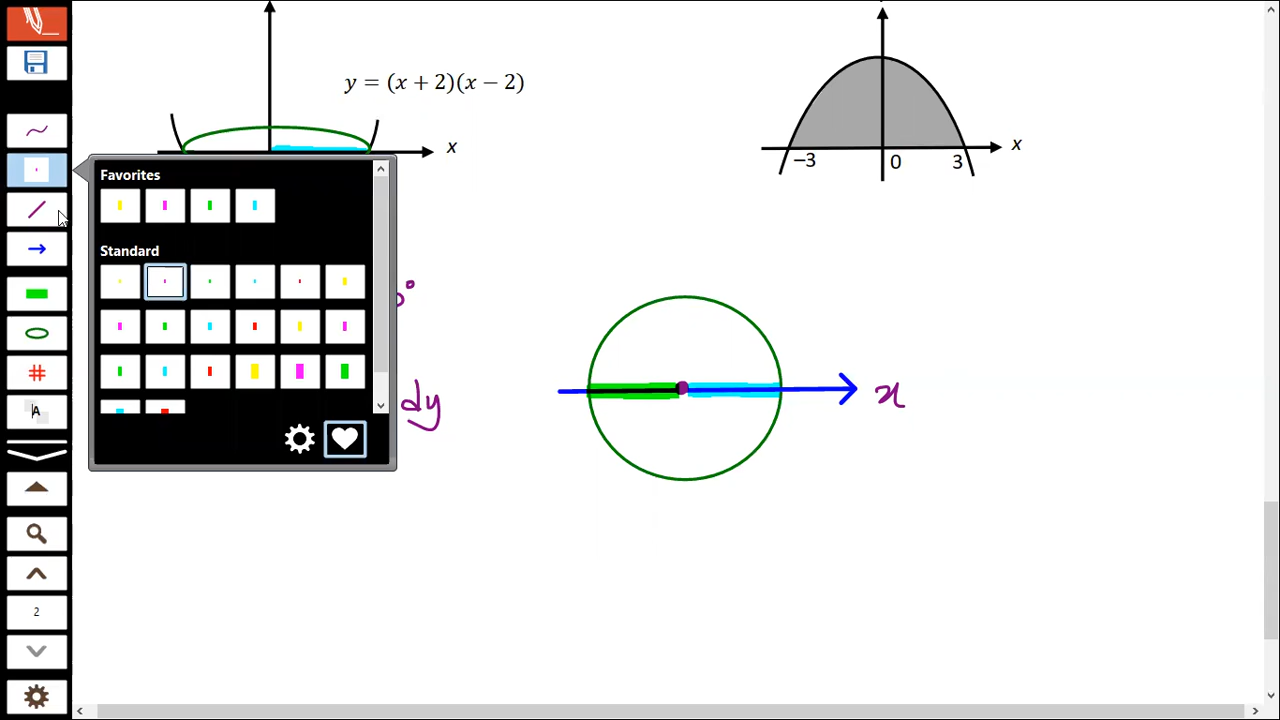 y = (x + 2)(x − 2)
x
x
−3 0 3
Favorites
Standard
A
2
dy
x